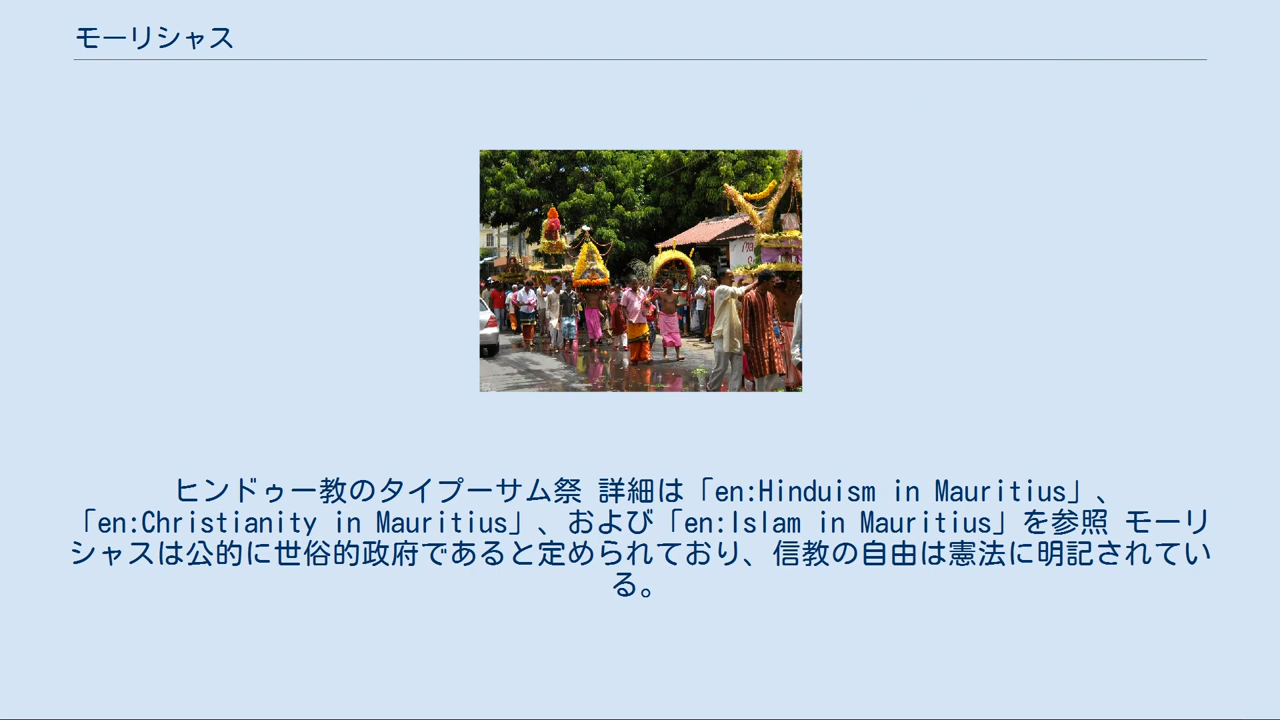 モーリシャス
ヒンドゥー教のタイプーサム祭 詳細は「en:Hinduism in Mauritius」、
「en:Christianity in Mauritius」、および「en:Islam in Mauritius」を参照 モーリ
シャスは公的に世俗的政府であると定められており、信教の自由は憲法に明記されてい
る。